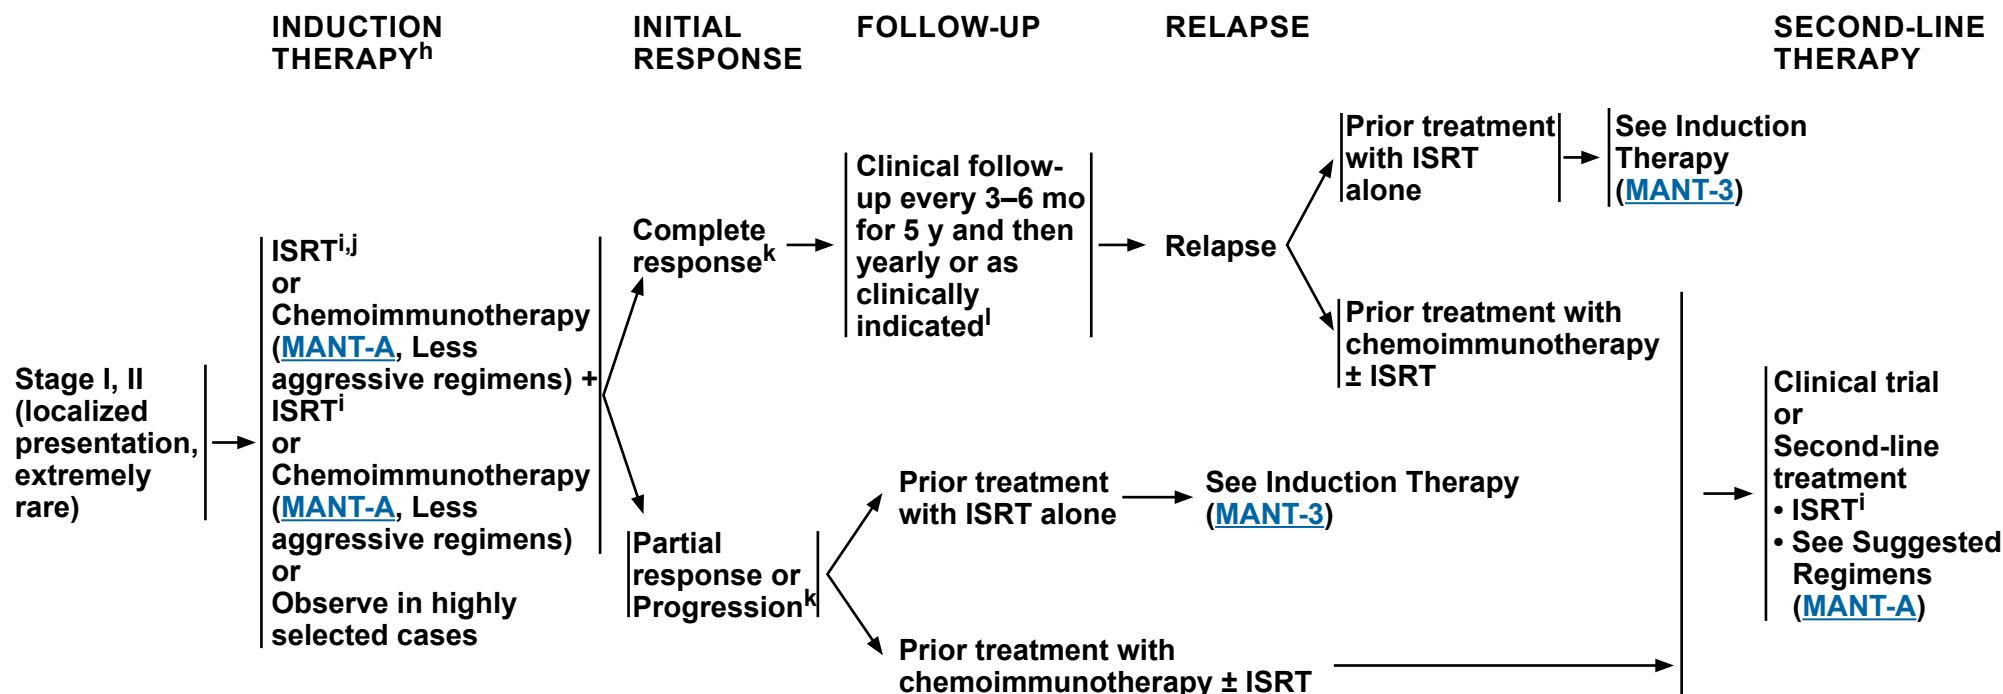 INDUCTION
THERAPYh
INITIAL
RESPONSE
FOLLOW-UP
RELAPSE
SECOND-LINE
THERAPY
Stage I, II
(localized
presentation,
extremely
rare)
ISRTi,j
or
Chemoimmunotherapy
(MANT-A, Less
aggressive regimens) +
ISRTi
or
Chemoimmunotherapy
(MANT-A, Less
aggressive regimens)
or
Observe in highly
selected cases
Complete
responsek
Clinical follow-
up every 3–6 mo
for 5 y and then
yearly or as
clinically
indicatedl
Relapse
Prior treatment
with ISRT
alone
See Induction
Therapy
(MANT-3)
Prior treatment with
chemoimmunotherapy
± ISRT
Partial
response or
Progressionk
Prior treatment
with ISRT alone
See Induction Therapy
(MANT-3)
Prior treatment with
chemoimmunotherapy ± ISRT
Clinical trial
or
Second-line
treatment
• ISRTi
• See Suggested
Regimens
(MANT-A)